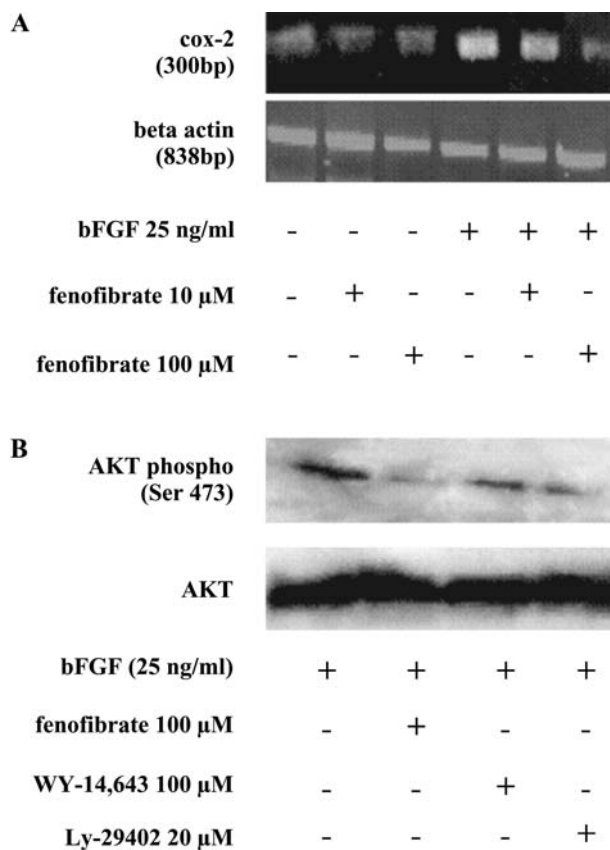 A
cox-2
(300bp)
beta actin
(838bp)
bFGF 25 ng/ml - - - + + +
fenofibrate 10 µM - + - - + -
fenofibrate 100 µM - - + - - +
B
AKT phospho
(Ser 473)
AKT
bFGF (25 ng/ml) + + + +
fenofibrate 100 µM - + - -
WY-14,643 100 µM - - + -
Ly-29402 20 µM - - - +